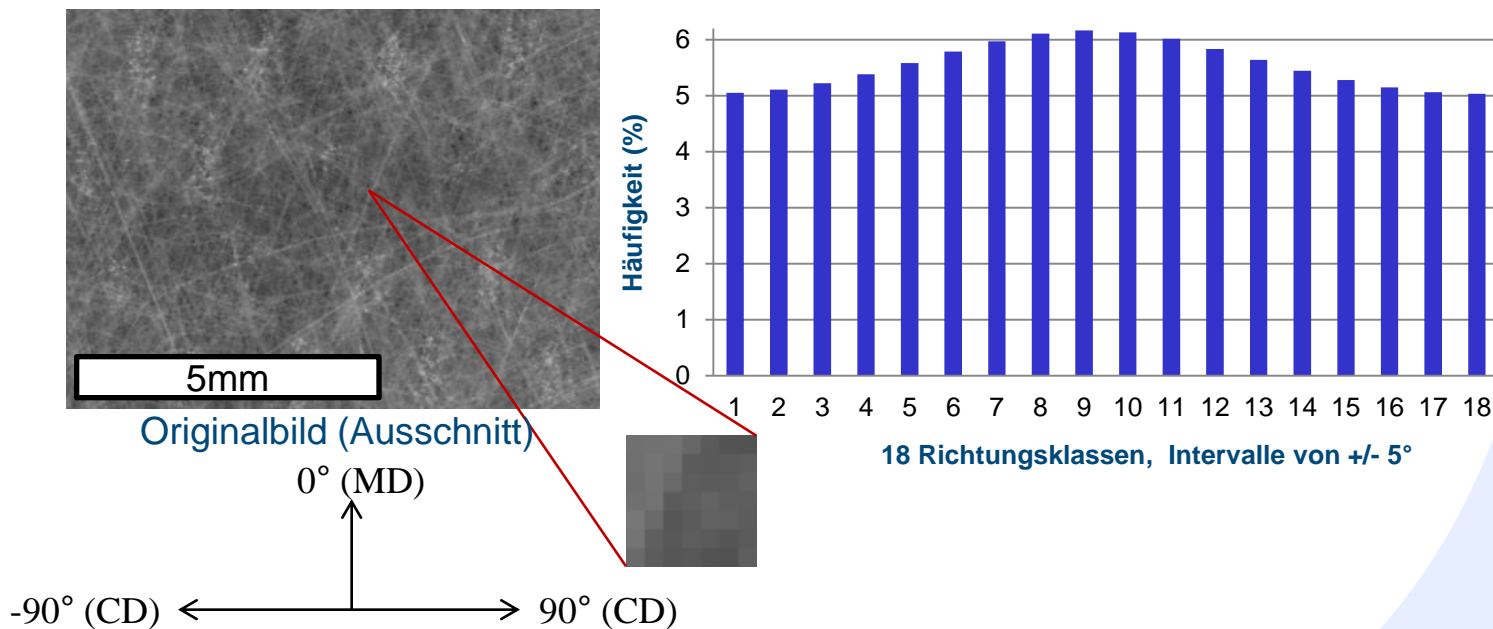 5mm
Originalbild (Ausschnitt)
0° (MD)
-90° (CD)
90° (CD)
Häufigkeit (%)
6
5
4
3
2
1
0
1 2 3 4 5 6 7 8 9 10 11 12 13 14 15 16 17 18
18 Richtungsklassen, Intervalle von +/- 5°